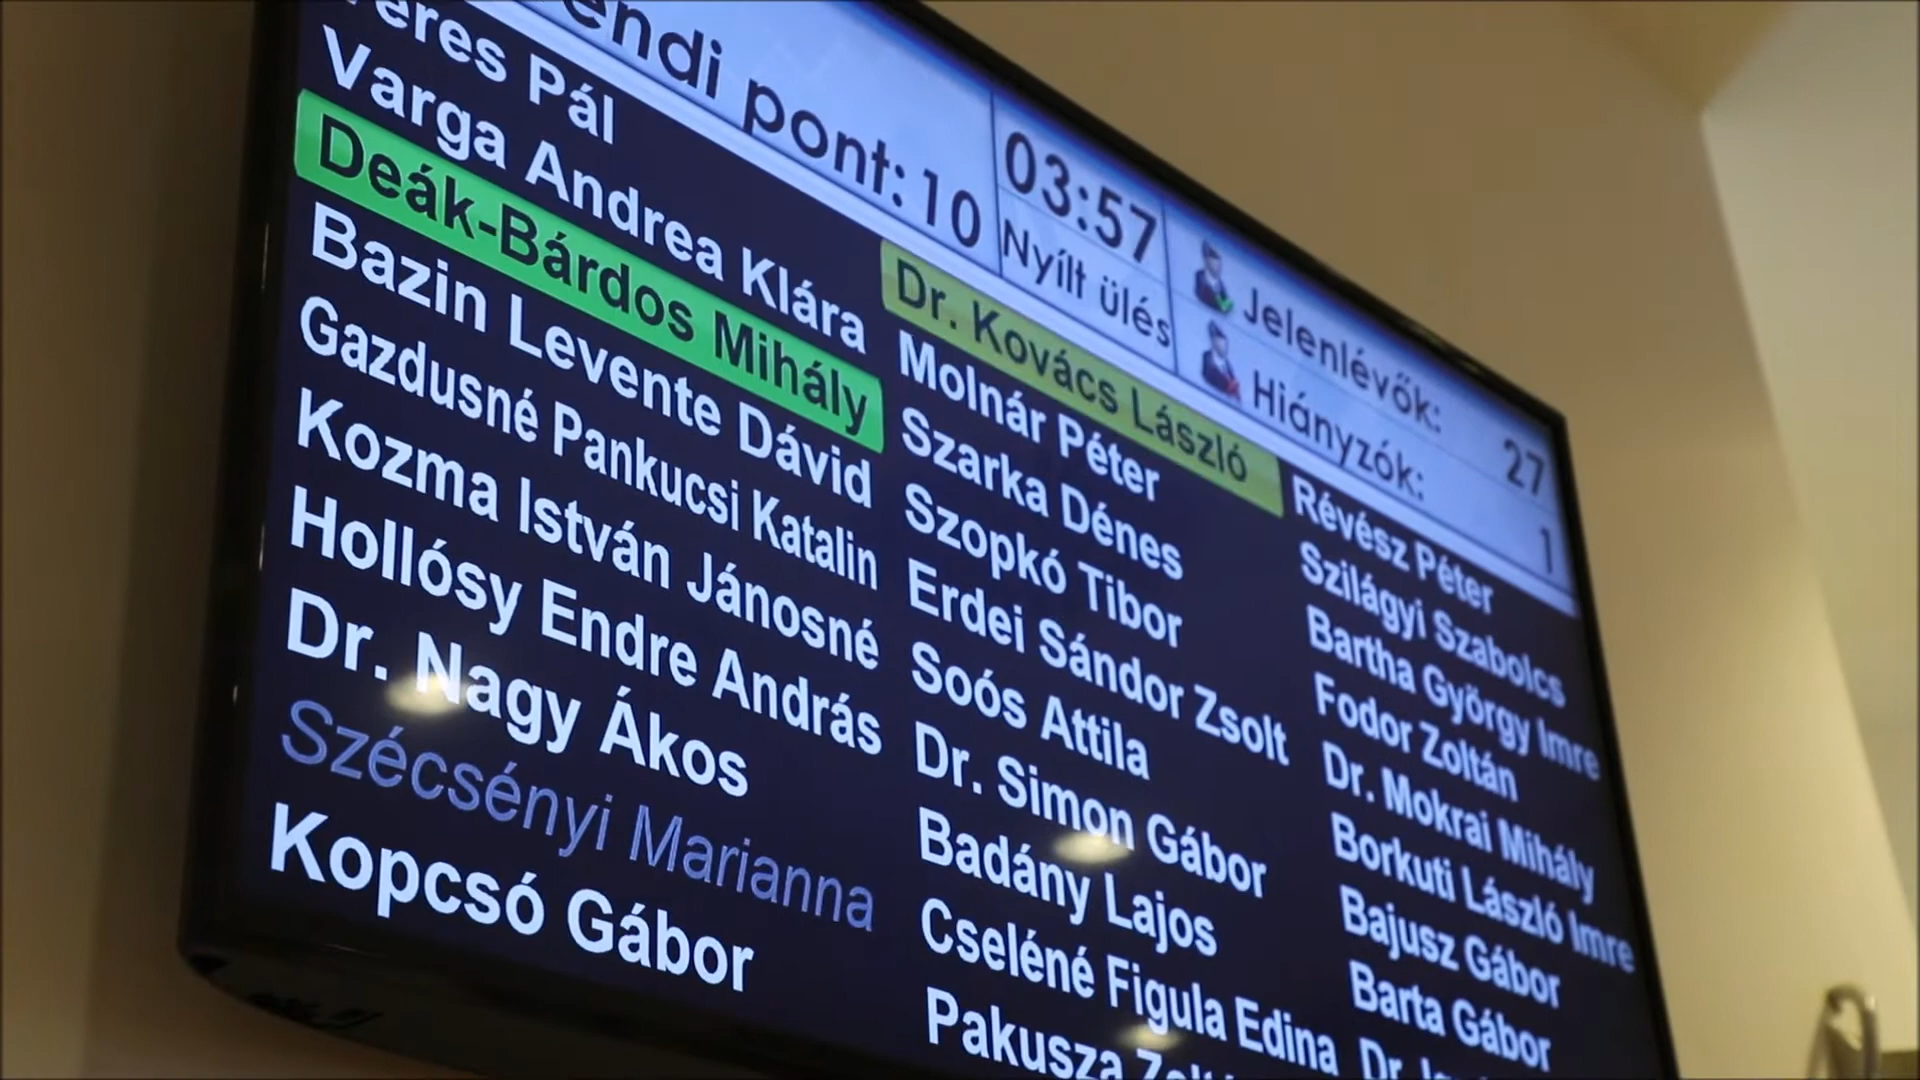 pont: 10
03:57
Nyílt ülés
Jelenlévők: 27
Hiányzók: 1
Pál
Varga Andrea Klára
Deák-Bárdos Mihály
Bazin Levente Dávid
Gazdusné Pankucsi Katalin
Kozma István Jánosné
Hollósy Endre András
Dr. Nagy Ákos
Szécsényi Marianna
Kopcsó Gábor
Dr. Kovács László
Molnár Péter
Szarka Dénes
Szopkó Tibor
Erdei Sándor Zsolt
Soós Attila
Dr. Simon Gábor
Badány Lajos
Cseléné Figula Edina
Pakusza
Révész Péter
Szilágyi Szabolcs
Bartha György Imre
Fodor Zoltán
Dr. Mokrai Mihály
Borkuti László Imre
Bajusz Gábor
Barta Gábor
Dr.